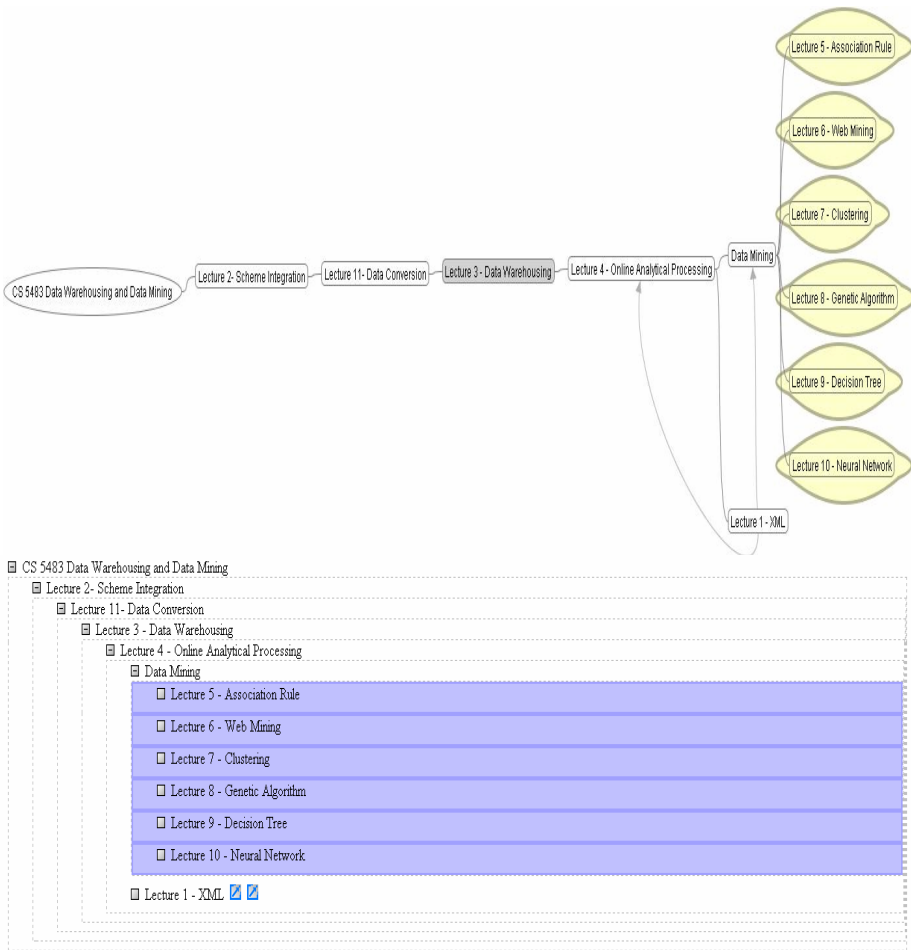 Lecture 5 - Association Rule
Lecture 6 - Web Mining
Lecture 7 - Clustering
Data Mining
Lecture 4 - Online Analytical Processing
Lecture 3 - Data Warehousing
Lecture 11- Data Conversion
Lecture 2- Scheme Integration
CS 5483 Data Warehousing and Data Mining
Lecture 8 - Genetic Algorithm
Lecture 9 - Decision Tree
Lecture 10 - Neural Network
Lecture 1 - XML
CS 5483 Data Warehousing and Data Mining
Lecture 2- Scheme Integration
Lecture 11- Data Conversion
Lecture 3 - Data Warehousing
Lecture 4 - Online Analytical Processing
Data Mining
Lecture 5 - Association Rule
Lecture 6 - Web Mining
Lecture 7 - Clustering
Lecture 8 - Genetic Algorithm
Lecture 9 - Decision Tree
Lecture 10 - Neural Network
Lecture 1 - XML